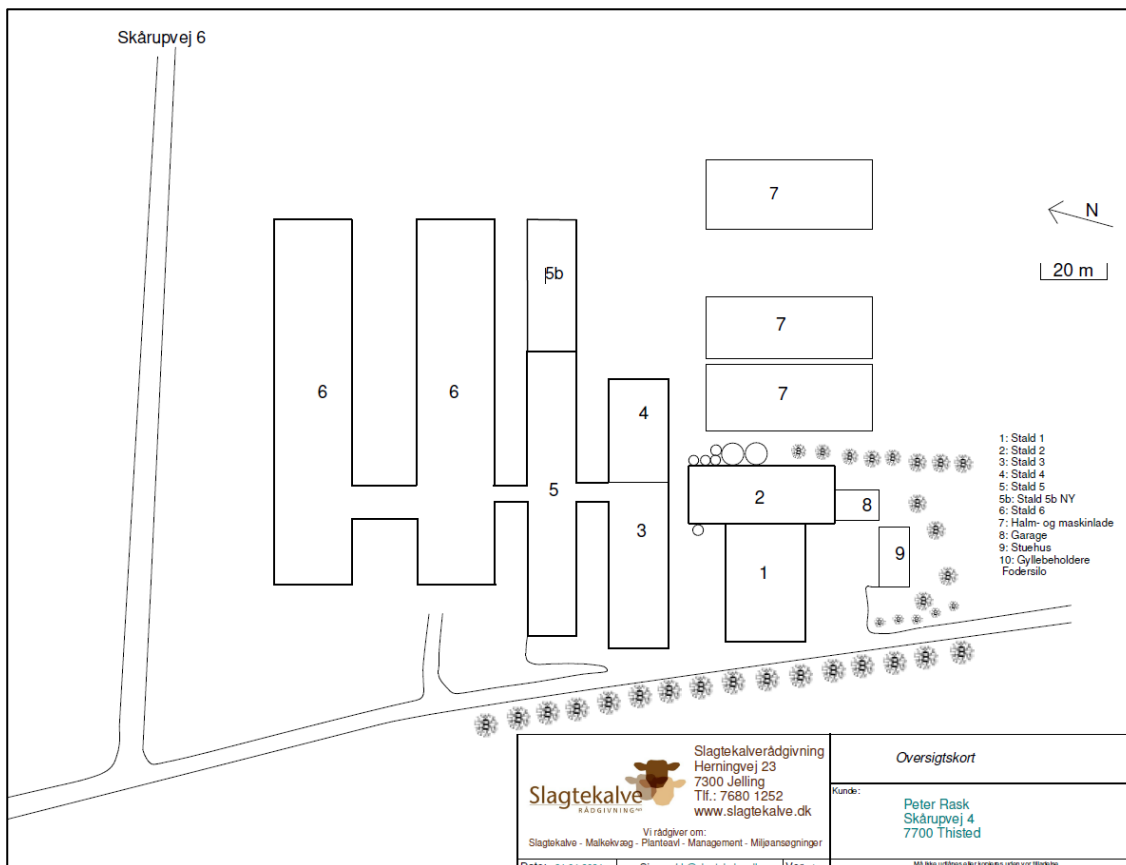 Skårupvej 6
7
N
20 m
5b
7
6
6
4
7
1: Stald 1
2: Stald 2
3: Stald 3
4: Stald 4
5: Stald 5
5b: Stald 5b NY
6: Stald 6
7: Halm- og maskinlade
8: Garage
9: Stuehus
10: Gyllebeholdere
Fodersilo
5
2
8
3
9
1
Slagtekalve
RÅDGIVNING
Slagtekalverådgivning
Herningvej 23
7300 Jelling
Tlf.: 7680 1252
www.slagtekalve.dk
Vi rådgiver om:
Slagtekalve - Malkekvæg - Planteavl - Management - Miljøansøgninger
Oversigtskort
Kunde:
Peter Rask
Skårupvej 4
7700 Thisted